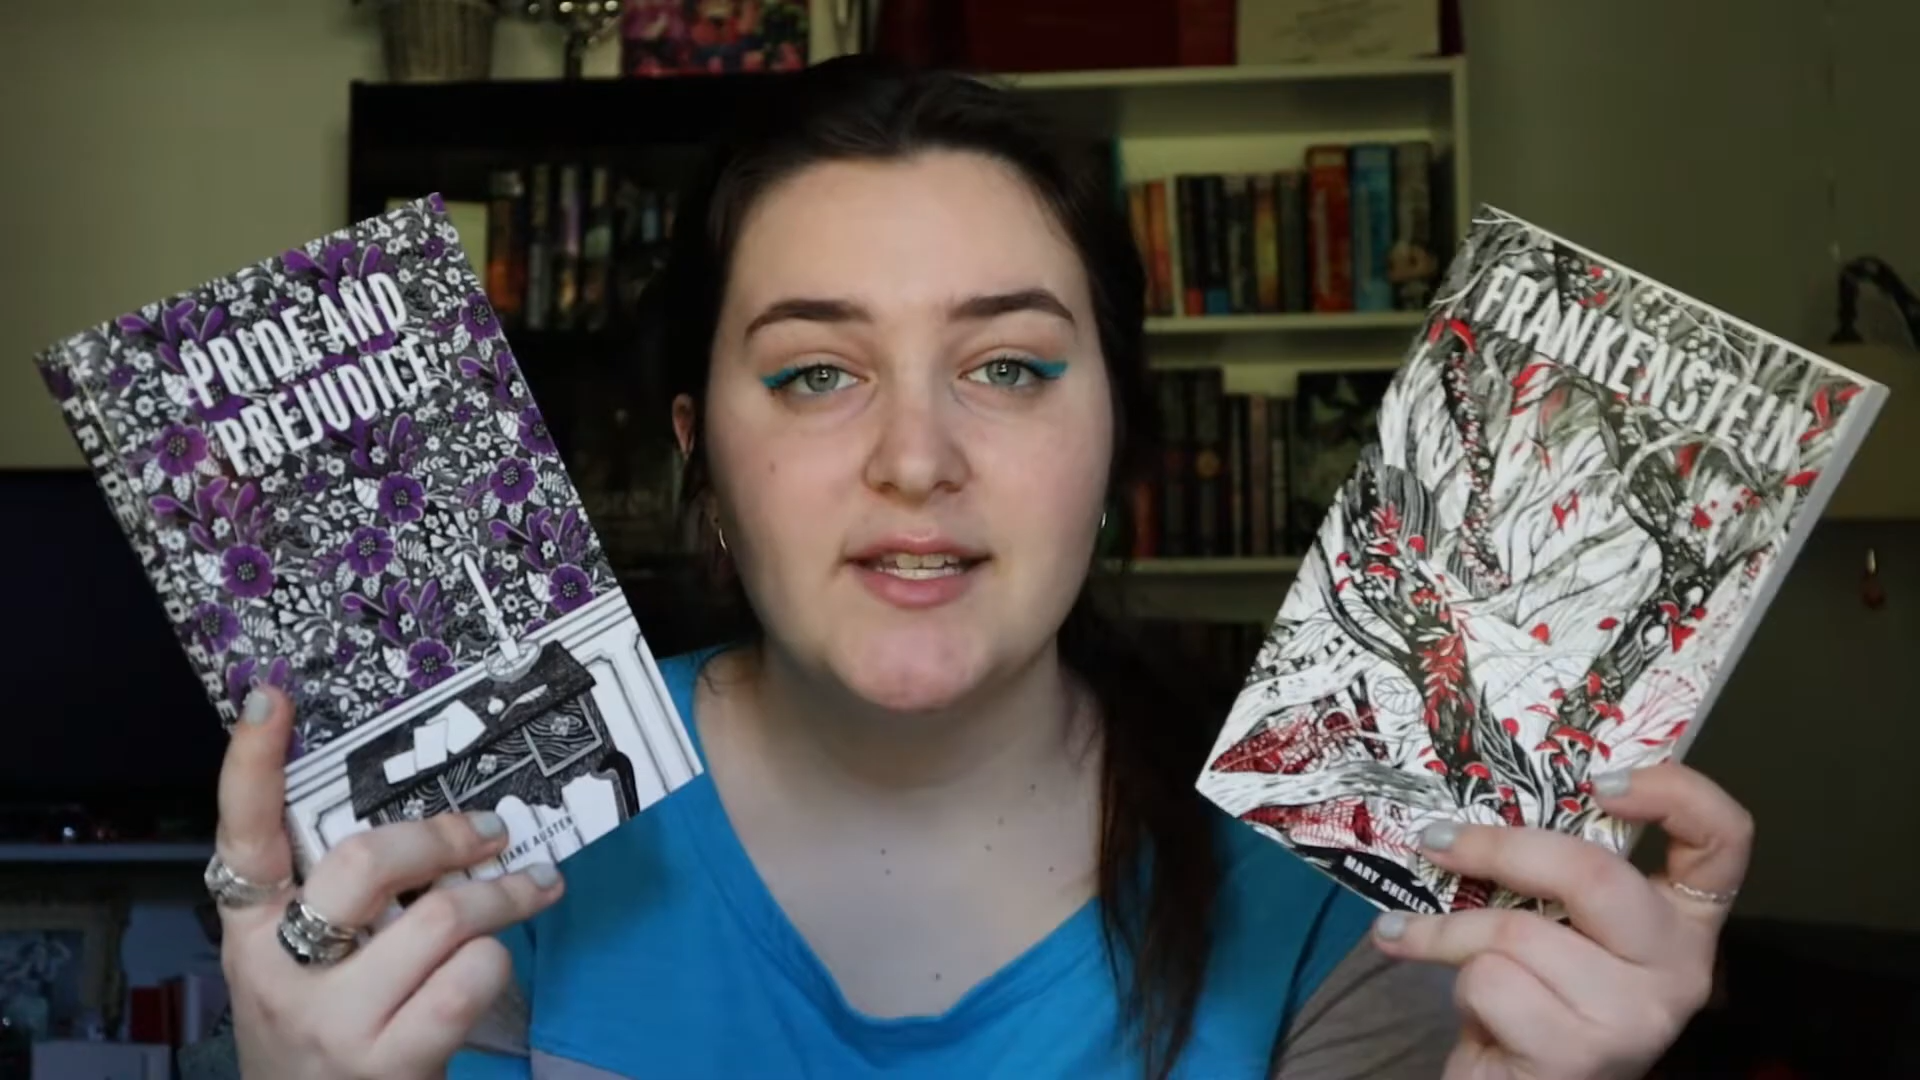 PRIDE AND
PREJUDICE
JANE AUSTEN
PRIDE AND PRE
FRANKENSTEIN
MARY SHELLEY